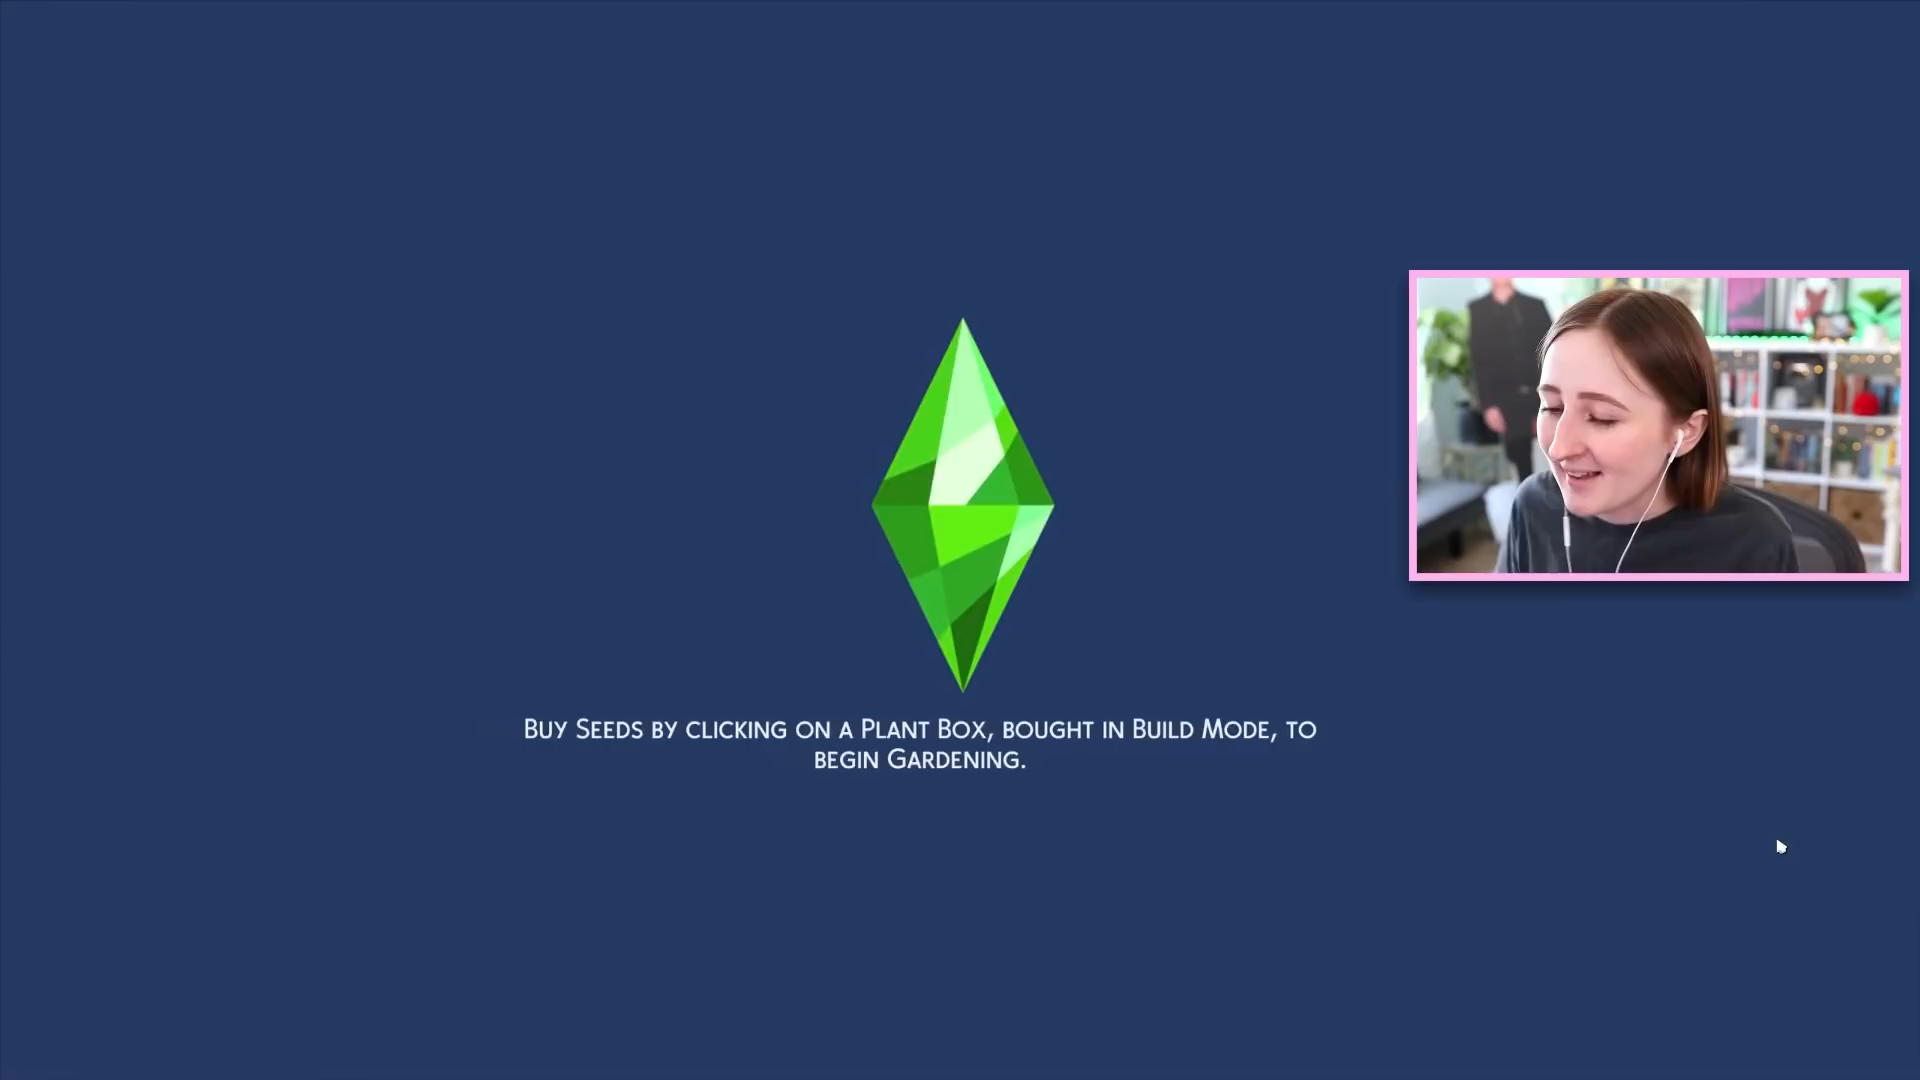 Buy Seeds by clicking on a Plant Box, bought in Build Mode, to
begin Gardening.